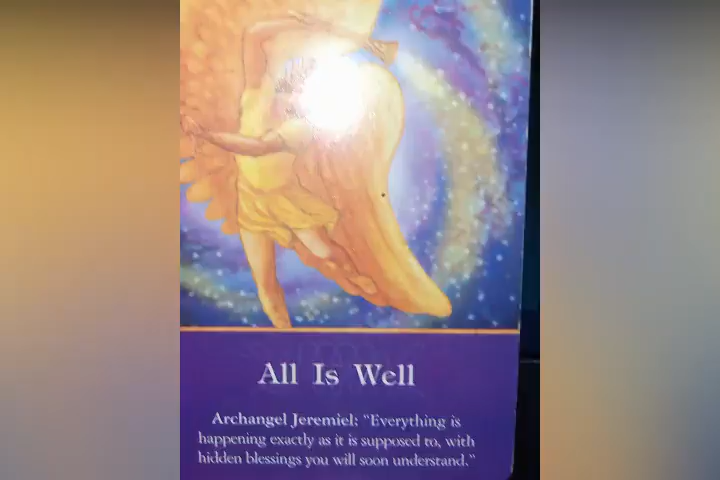 All Is Well
Archangel Jeremiel: "Everything is
happening exactly as it is supposed to, with
hidden blessings you will soon understand."